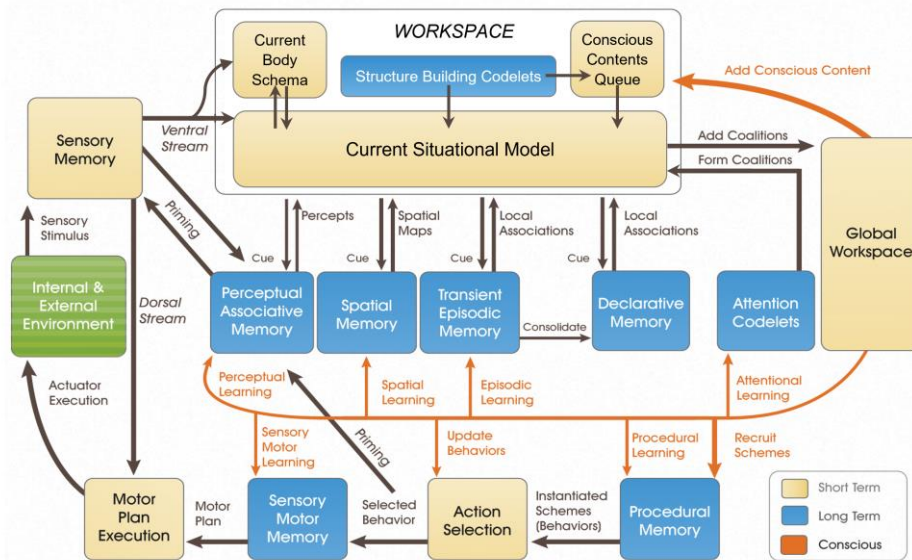 WORKSPACE
Current
Body
Schema
Structure Building Codelets
Conscious
Contents
Queue
Add Conscious Content
Sensory
Memory
Ventral
Stream
Current Situational Model
Add Coalitions
Form Coalitions
Global
Workspace
Sensory
Stimulus
Priming
Percepts
Cue
Spatial
Maps
Cue
Local
Associations
Cue
Local
Associations
Cue
Internal &
External
Environment
Dorsal
Stream
Perceptual
Associative
Memory
Spatial
Memory
Transient
Episodic
Memory
Consolidate
Declarative
Memory
Attention
Codelets
Actuator
Execution
Perceptual
Learning
Spatial
Learning
Episodic
Learning
Attentional
Learning
Sensory
Motor
Learning
Priming
Update
Behaviors
Procedural
Learning
Recruit
Schemes
Motor
Plan
Execution
Motor
Plan
Sensory
Motor
Memory
Selected
Behavior
Action
Selection
Instantiated
Schemes
(Behaviors)
Procedural
Memory
Short Term
Long Term
Conscious